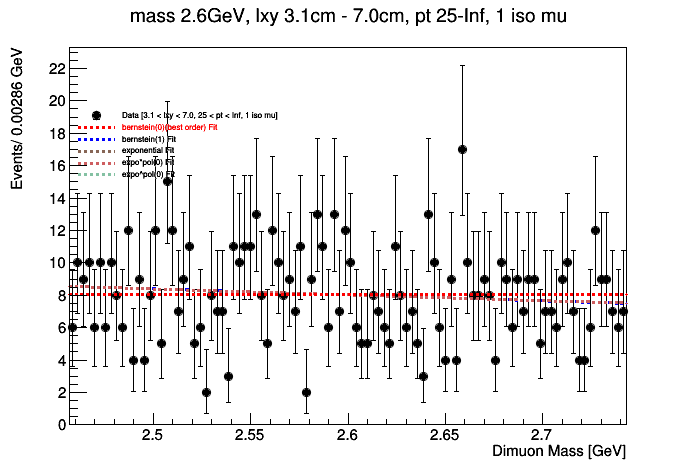 mass 2.6GeV, lxy 3.1cm - 7.0cm, pt 25-Inf, 1 iso mu
Events/ 0.00286 GeV
22
20
18
16
14
12
10
8
6
4
2
0
Data [3.1 < lxy < 7.0, 25 < pt < Inf, 1 iso mu]
bernstein(0)(best order) Fit
bernstein(1) Fit
exponential Fit
expo*pol(0) Fit
expo^pol(0) Fit
2.5 2.55 2.6 2.65 2.7
Dimuon Mass [GeV]